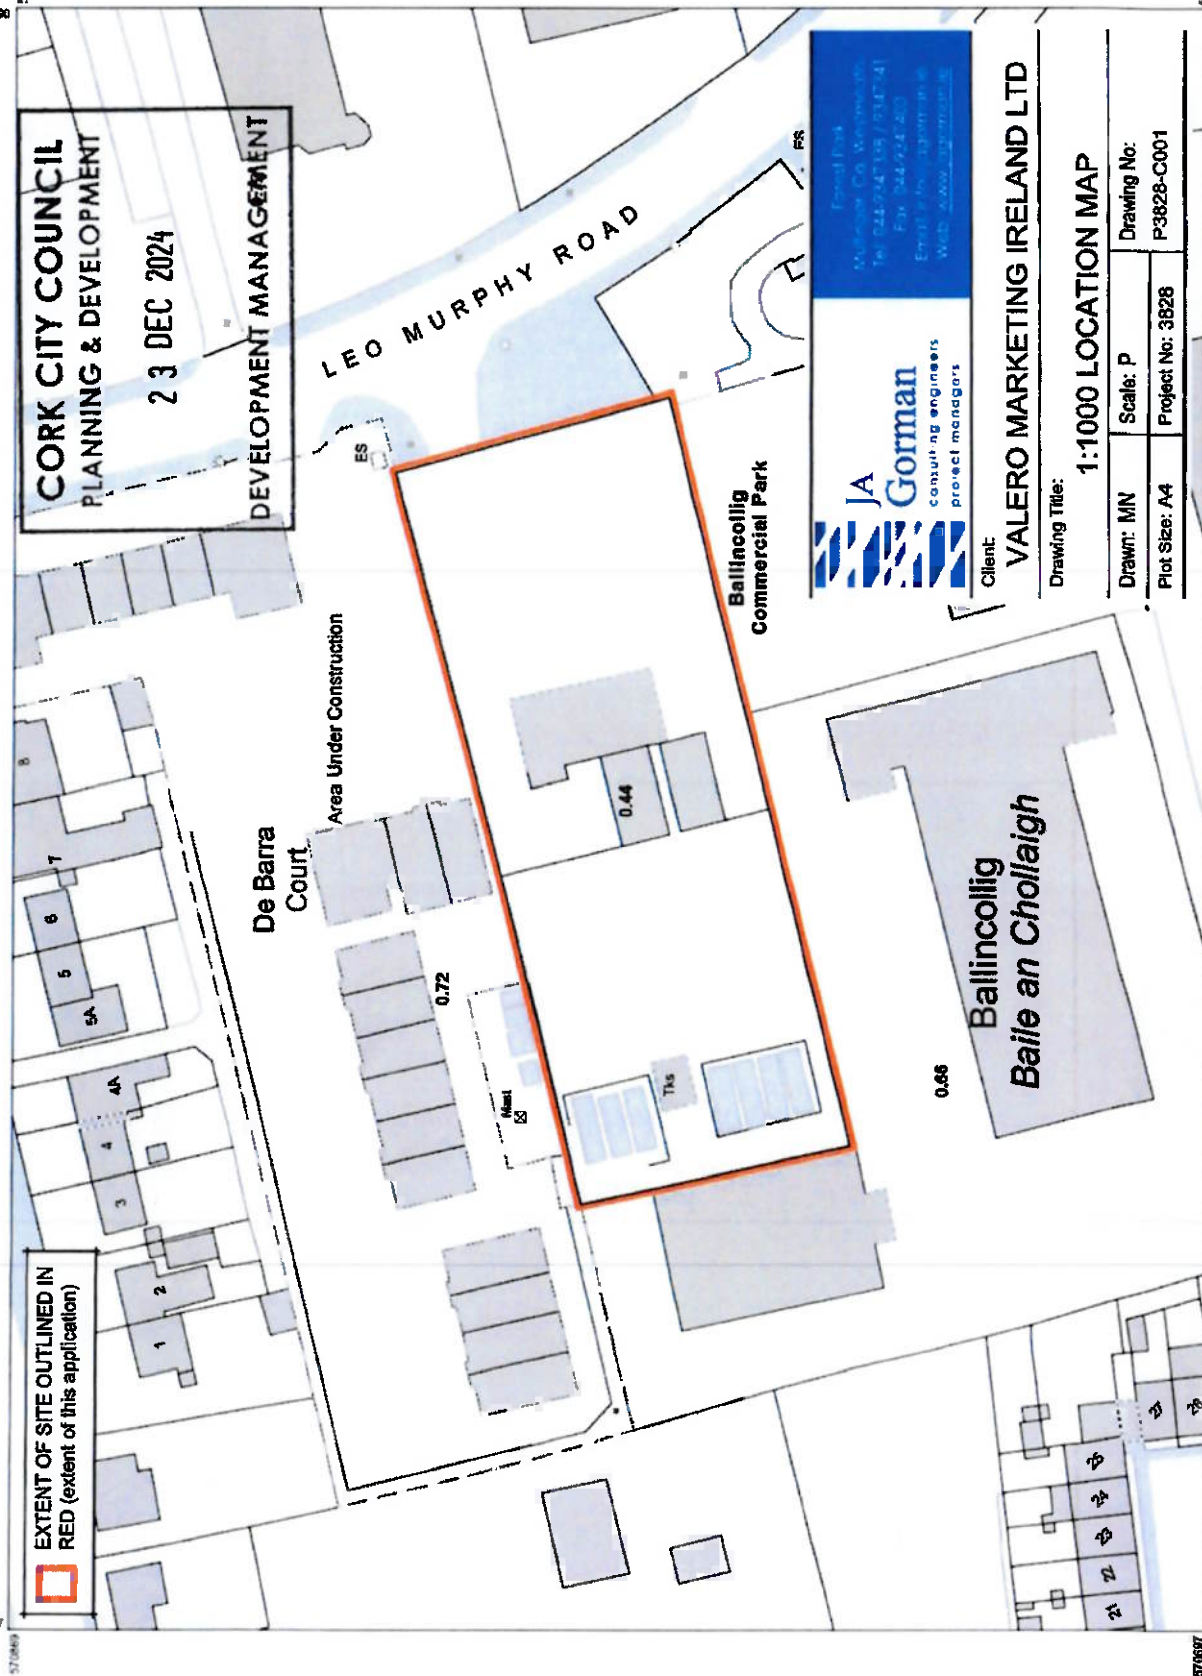 EXTENT OF SITE OUTLINED IN
RED (extent of this application)
CORK CITY COUNCIL
PLANNING & DEVELOPMENT
2 3 DEC 2024
DEVELOPMENT MANAGEMENT
1
2
3
4
4A
5A
5
6
7
8
De Barra
Court
Area Under Construction
0.72
Mast
ES
LEO MURPHY ROAD
ES
0.44
Tks
Ballincollig
Commercial Park
0.66
Ballincollig
Baile an Chollaigh
21
22
23
24
25
JA
Gorman
consulting engineers
project managers
Client:
VALERO MARKETING IRELAND LTD
Drawing Title:
1:1000 LOCATION MAP
Drawn: MN
Scale: P
Drawing No:
P3828-C001
Plot Size: A4
Project No: 3828
570869
570697